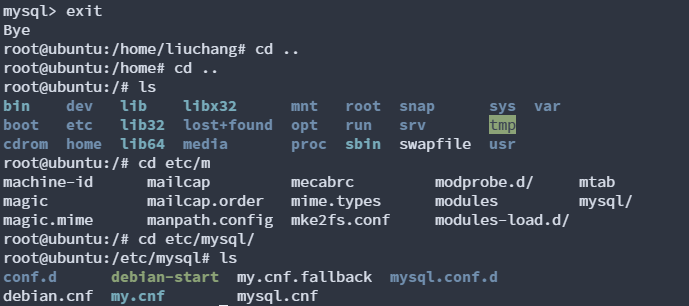 mysql> exit
Bye
root@ubuntu:/home/liuchang# cd ..
root@ubuntu:/home# cd ..
root@ubuntu:/# ls
bin dev lib libx32 mnt root snap sys var
boot etc lib32 lost+found opt run srv tmp
cdrom home lib64 media proc sbin swapfile usr
root@ubuntu:/# cd etc/m
machine-id mailcap mecabrc modprobe.d/ mtab
magic mailcap.order mime.types modules mysql/
magic.mime manpath.config mke2fs.conf modules-load.d/
root@ubuntu:/# cd etc/mysql/
root@ubuntu:/etc/mysql# ls
conf.d debian-start my.cnf.fallback mysql.conf.d
debian.cnf my.cnf mysql.cnf